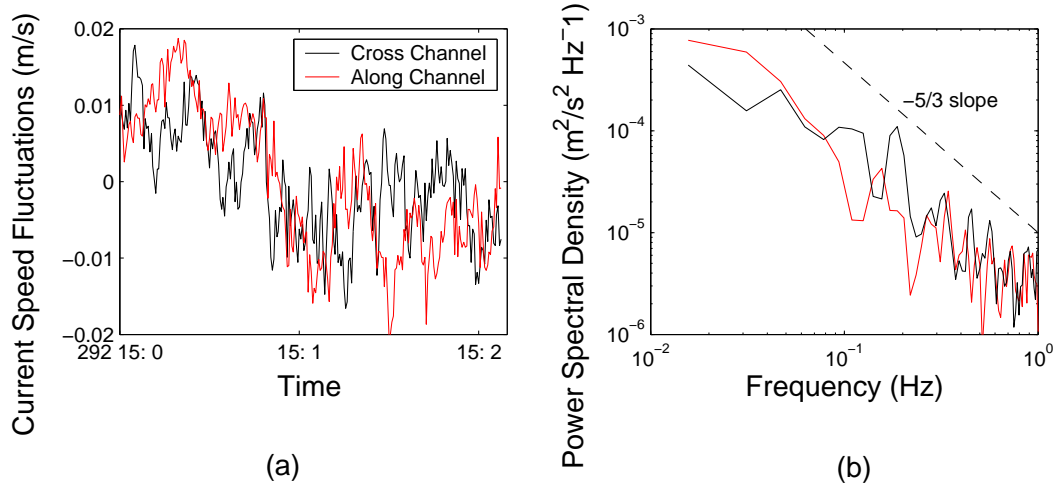 Current Speed Fluctuations (m/s)
0.02
0.01
0
−0.01
−0.02
Cross Channel
Along Channel
292 15: 0
15: 1
15: 2
Time
(a)
Power Spectral Density (m²/s² Hz⁻1)
10⁻³
10⁻⁴
10⁻⁵
10⁻⁶
−5/3 slope
10⁻²
10⁻¹
10⁰
Frequency (Hz)
(b)